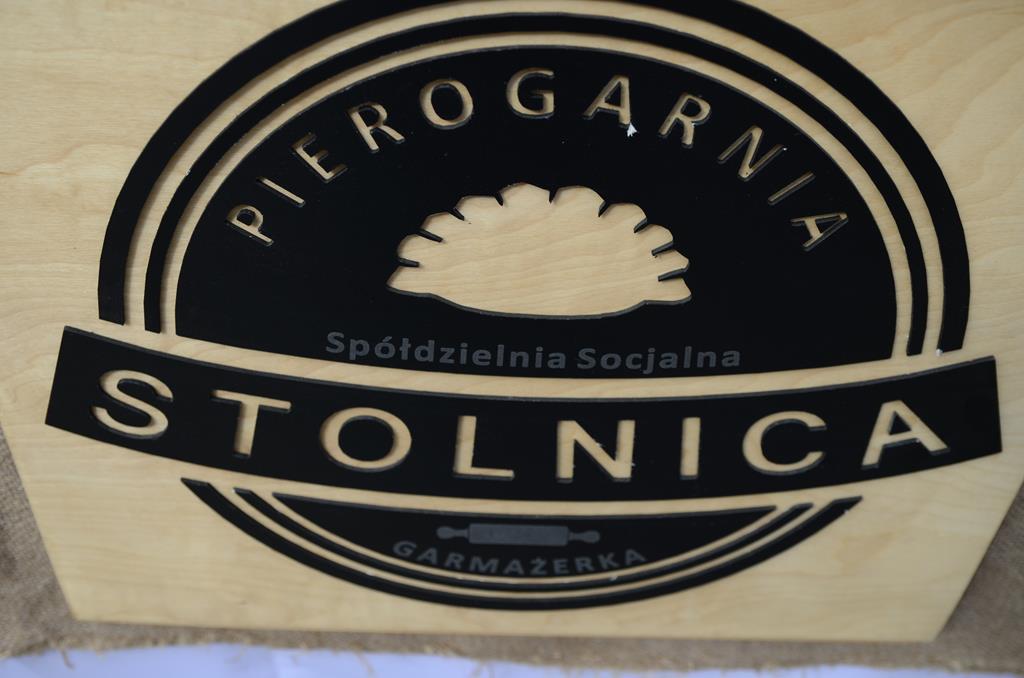 PIEROGARNIA
Spółdzielnia Socjalna
STOLNICA
GARMAŻERKA